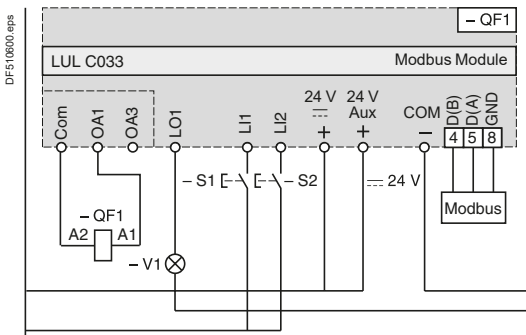 DF510600.eps
– QF1
LUL C033
Modbus Module
Com
OA1
OA3
LO1
LI1
LI2
24 V
+
24 V
Aux
+
COM
–
D(B)
D(A)
GND
4 5 8
– S1
– S2
24 V
Modbus
– QF1
A2
A1
– V1